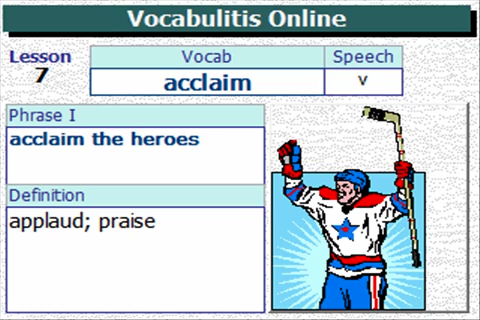 Vocabulitis Online
Lesson
7
Vocab
Speech
acclaim
v
Phrase I
acclaim the heroes
Definition
applaud; praise